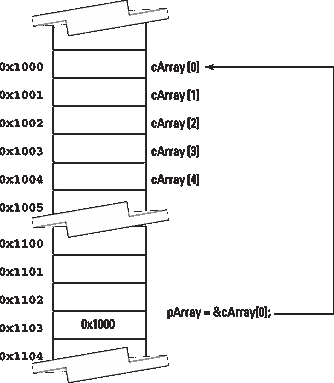 0x1000 cArray [0]
0x1001 cArray [1]
0x1002 cArray [2]
0x1003 cArray [3]
0x1004 cArray [4]
0x1005
0x1100
0x1101
0x1102
0x1103 0x1000 pArray = &cArray[0];
0x1104